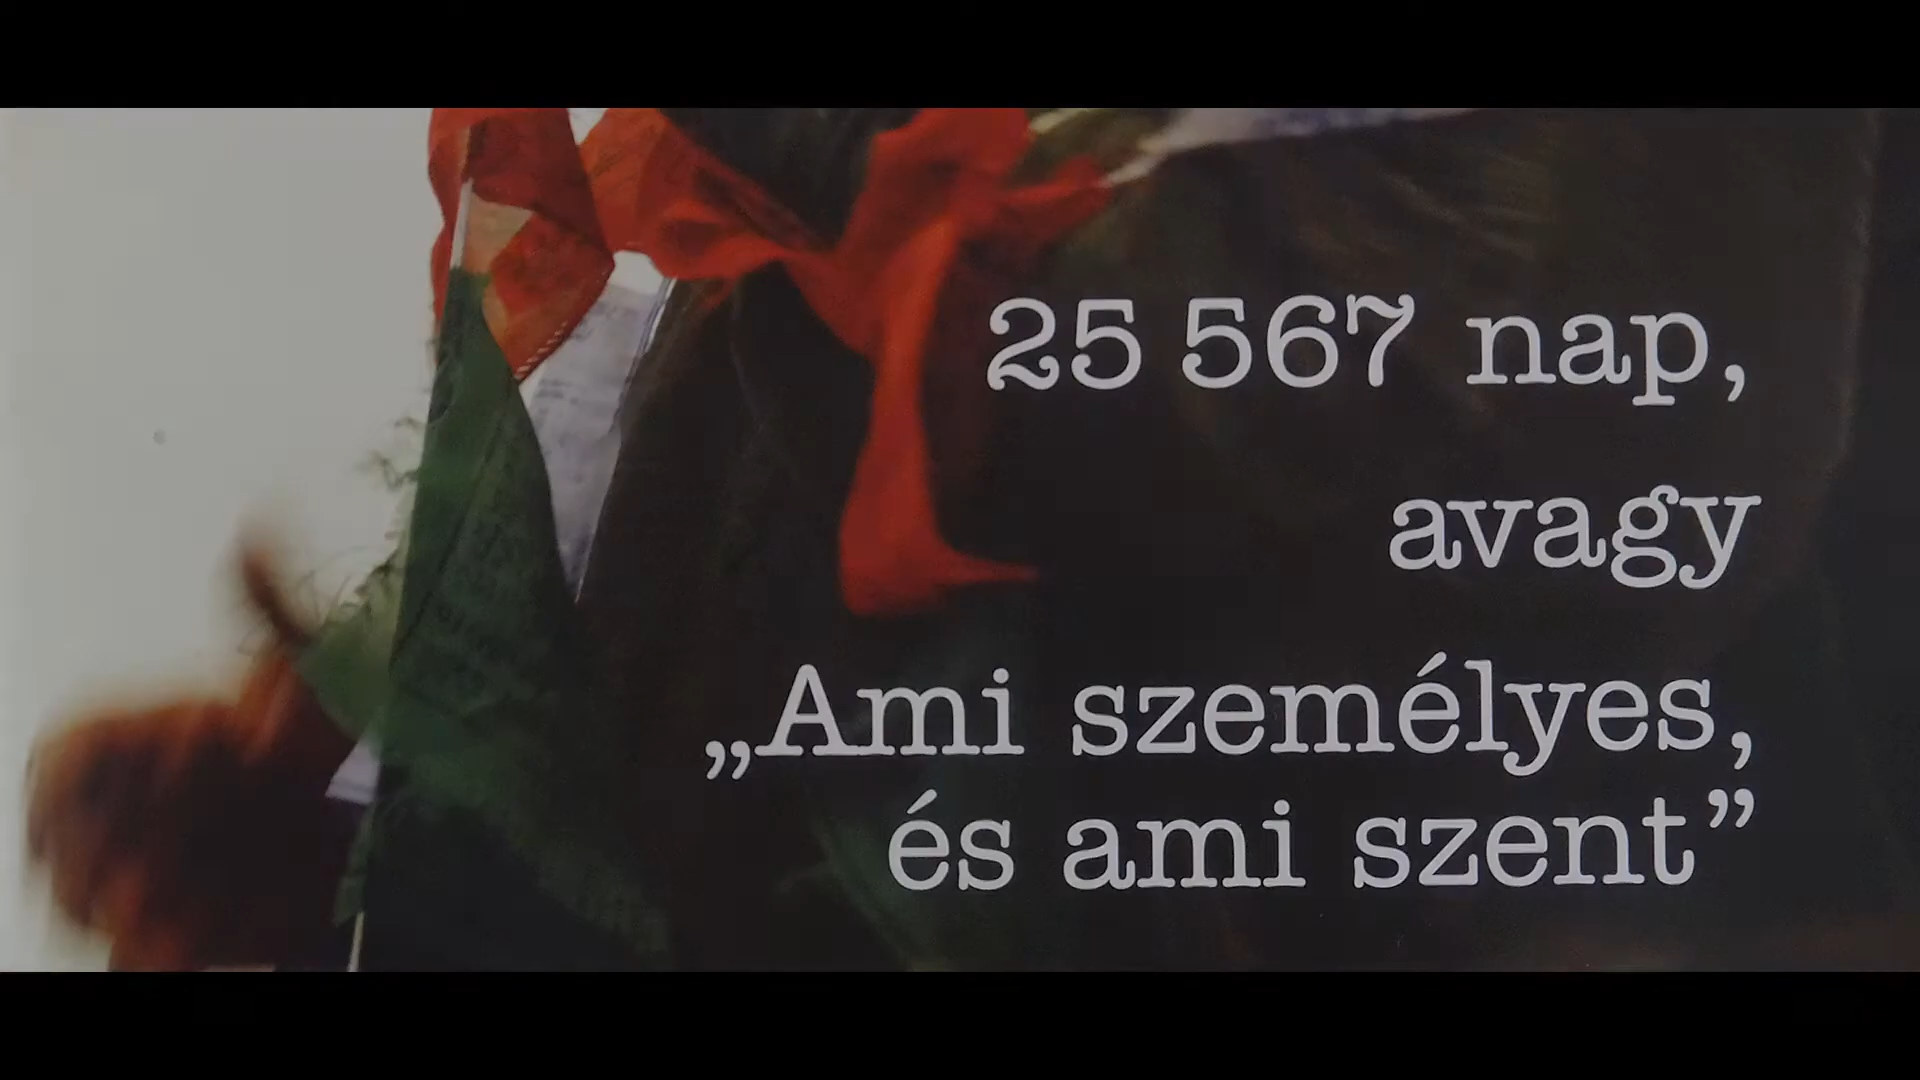 25 567 nap,
avagy
„Ami személyes,
és ami szent”